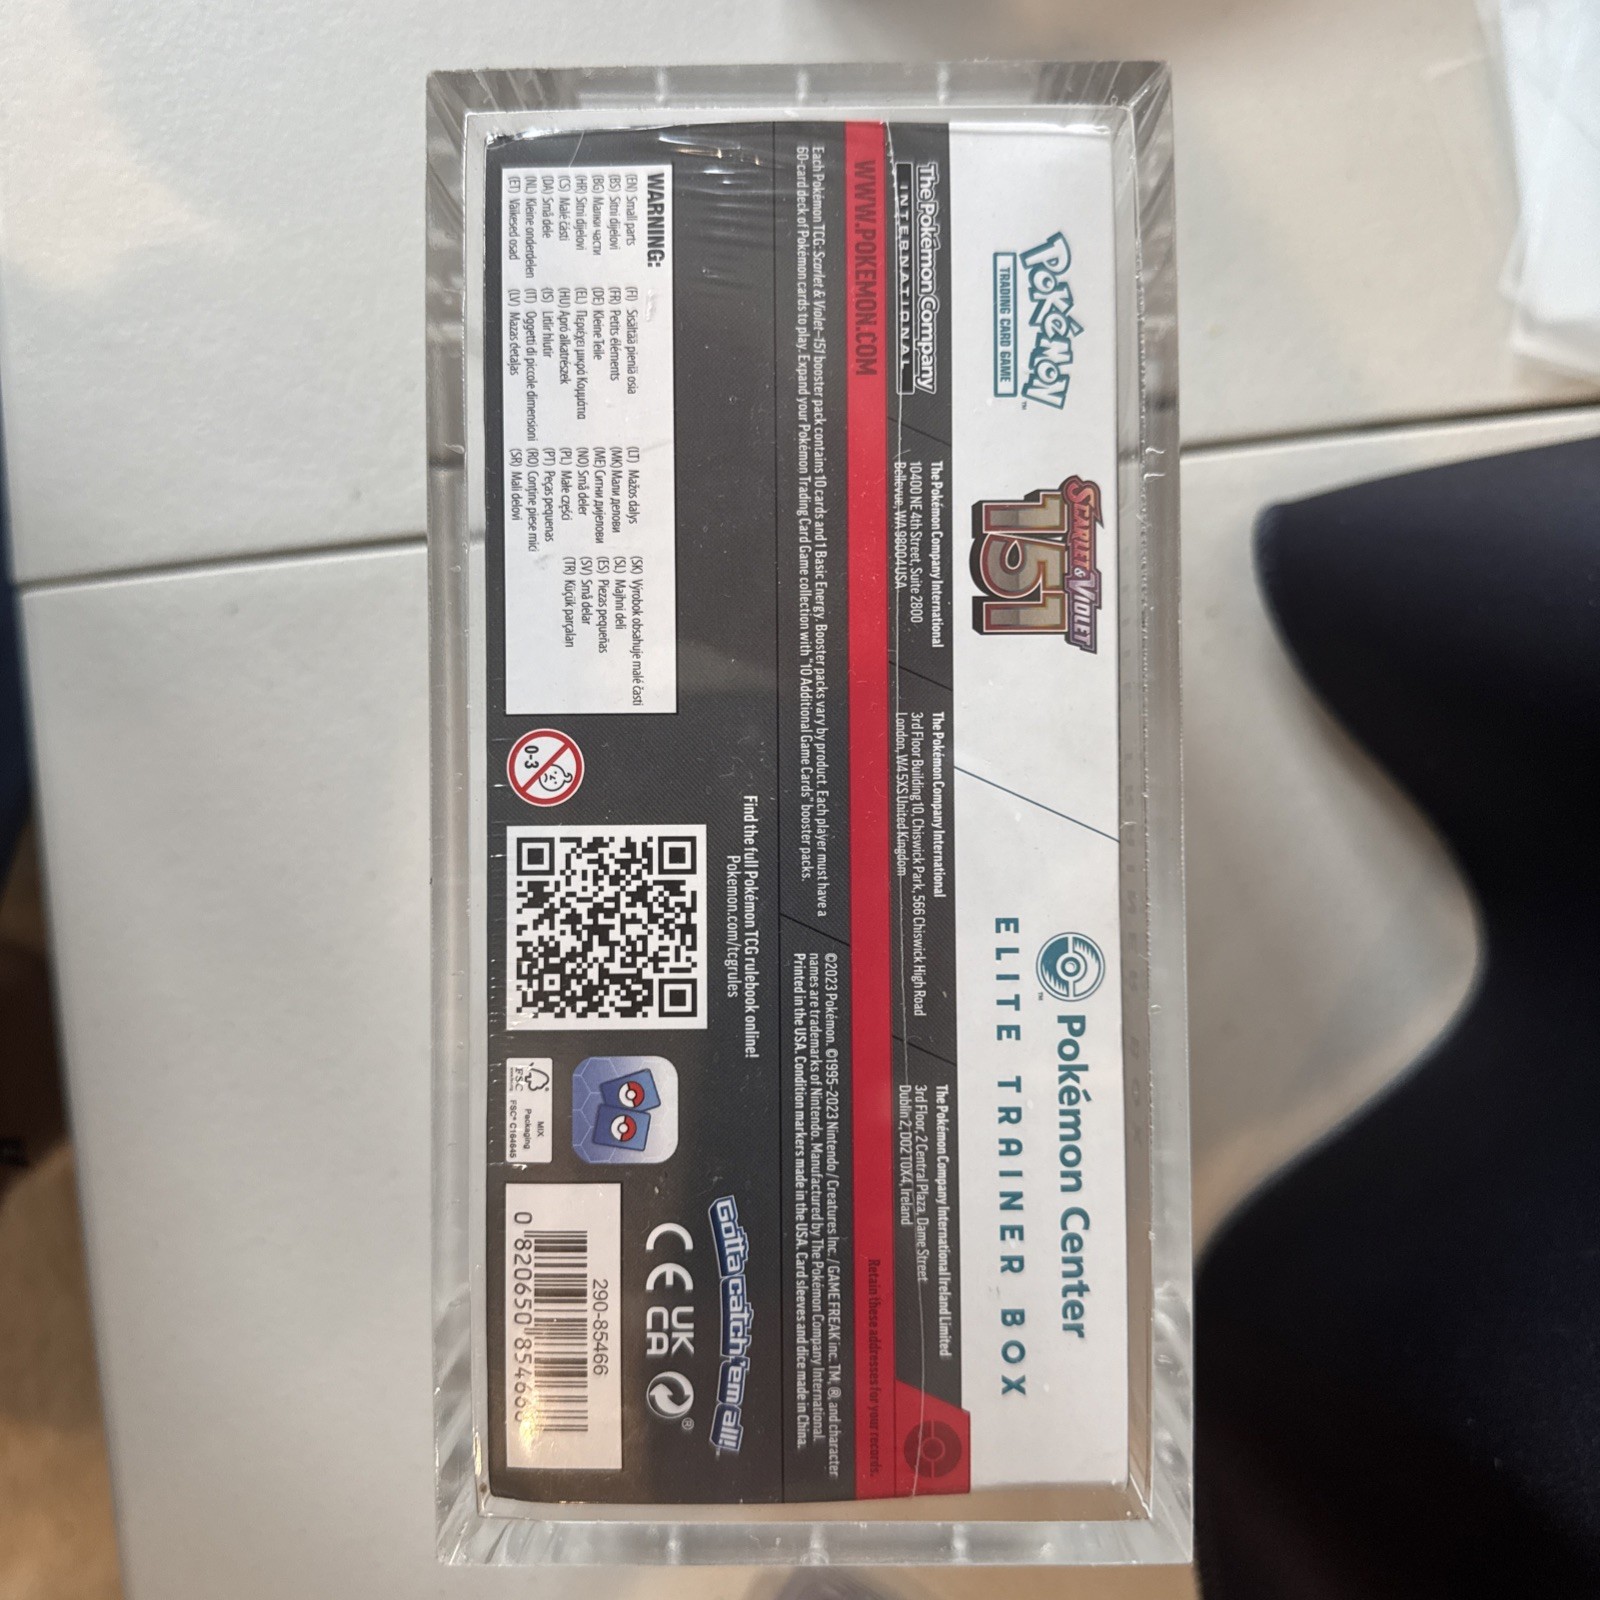 POKéMON™
TRADING CARD GAME
SCARLET & VIOLET
151
Pokémon Center™
ELITE TRAINER BOX
The Pokémon Company
INTERNATIONAL
The Pokémon Company International
10400 NE 4th Street, Suite 2800
Bellevue, WA 98004 USA
The Pokémon Company International
3rd Floor Building 10, Chiswick Park, 566 Chiswick High Road
London, W4 5XS United Kingdom
The Pokémon Company International Ireland Limited
3rd Floor, 2 Central Plaza, Dame Street
Dublin 2, D02 T0X4, Ireland
WWW.POKEMON.COM
Retain these addresses for your records.
Each Pokémon TCG: Scarlet & Violet–151 booster pack contains 10 cards and 1 Basic Energy. Booster packs vary by product. Each player must have a
60-card deck of Pokémon cards to play. Expand your Pokémon Trading Card Game collection with "10 Additional Game Cards" booster packs.
©2023 Pokémon. ©1995–2023 Nintendo / Creatures Inc. / GAME FREAK inc. TM, ®, and character
names are trademarks of Nintendo. Manufactured by The Pokémon Company International.
Printed in the USA. Condition markers made in the USA. Card sleeves and dice made in China.
WARNING:
(EN) Small parts
(BS) Sitni dijelovi
(BG) Малки части
(HR) Sitni dijelovi
(CS) Malé části
(DA) Små dele
(NL) Kleine onderdelen
(ET) Väikesed osad
(FI) Sisältää pieniä osia
(FR) Petits éléments
(DE) Kleine Teile
(EL) Περιέχει μικρά Κομμάτια
(HU) Apró alkatrészek
(IS) Litlir hlutir
(IT) Oggetti di piccole dimensioni
(LV) Mazas detaļas
(LT) Mažos dalys
(MK) Мали делови
(ME) Ситни дијелови
(NO) Små deler
(PL) Małe części
(PT) Peças pequenas
(RO) Conține piese mici
(SR) Mali delovi
(SK) Výrobok obsahuje malé časti
(SL) Majhni deli
(ES) Piezas pequeñas
(SV) Små delar
(TR) Küçük parçaları
0-3
Find the full Pokémon TCG rulebook online!
Pokemon.com/tcgrules
FSC
MIX
Packaging
FSC® C184845
Gotta catch 'em all!
CE UK CA ®
290-85466
0 820650 85466